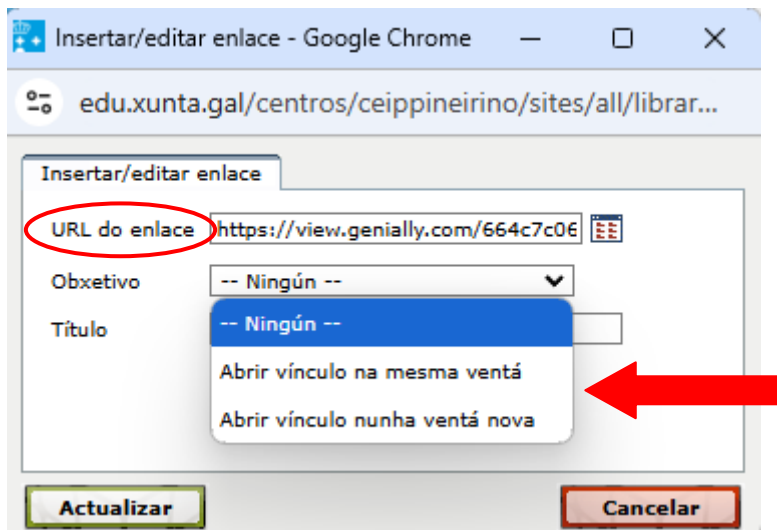 Insertar/editar enlace - Google Chrome
edu.xunta.gal/centros/ceippineirino/sites/all/librar...
Insertar/editar enlace
URL do enlace https://view.genially.com/664c7c06
Obxetivo -- Ningún --
Título -- Ningún --
Abrir vínculo na mesma ventá
Abrir vínculo nunha ventá nova
Actualizar Cancelar